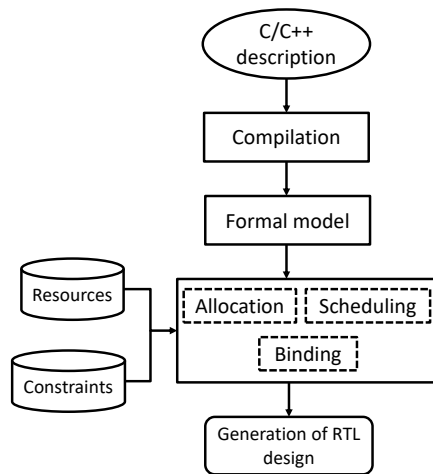 C/C++
description
Compilation
Formal model
Resources
Allocation
Scheduling
Binding
Constraints
Generation of RTL
design